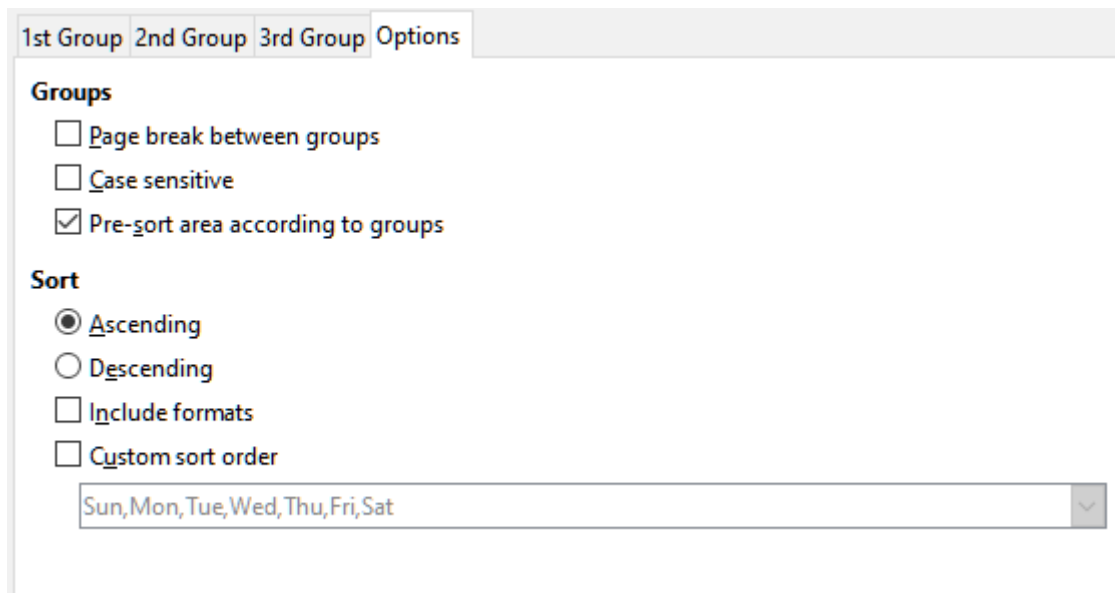 1st Group 2nd Group 3rd Group Options
Groups
Page break between groups
Case sensitive
Pre-sort area according to groups
Sort
Ascending
Descending
Include formats
Custom sort order
Sun,Mon,Tue,Wed,Thu,Fri,Sat